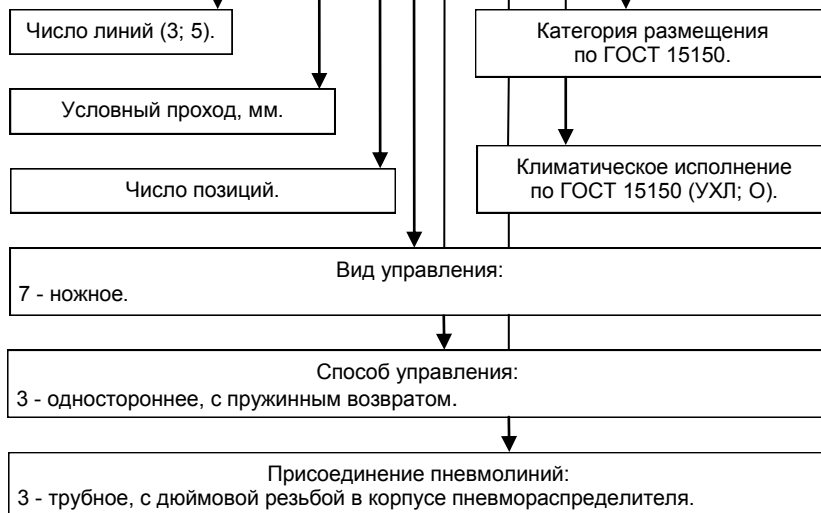 Число линий (3; 5).
Категория размещения
по ГОСТ 15150.
Условный проход, мм.
Климатическое исполнение
по ГОСТ 15150 (УХЛ; О).
Число позиций.
Вид управления:
7 - ножное.
Способ управления:
3 - одностороннее, с пружинным возвратом.
Присоединение пневмолиний:
3 - трубное, с дюймовой резьбой в корпусе пневмораспределителя.